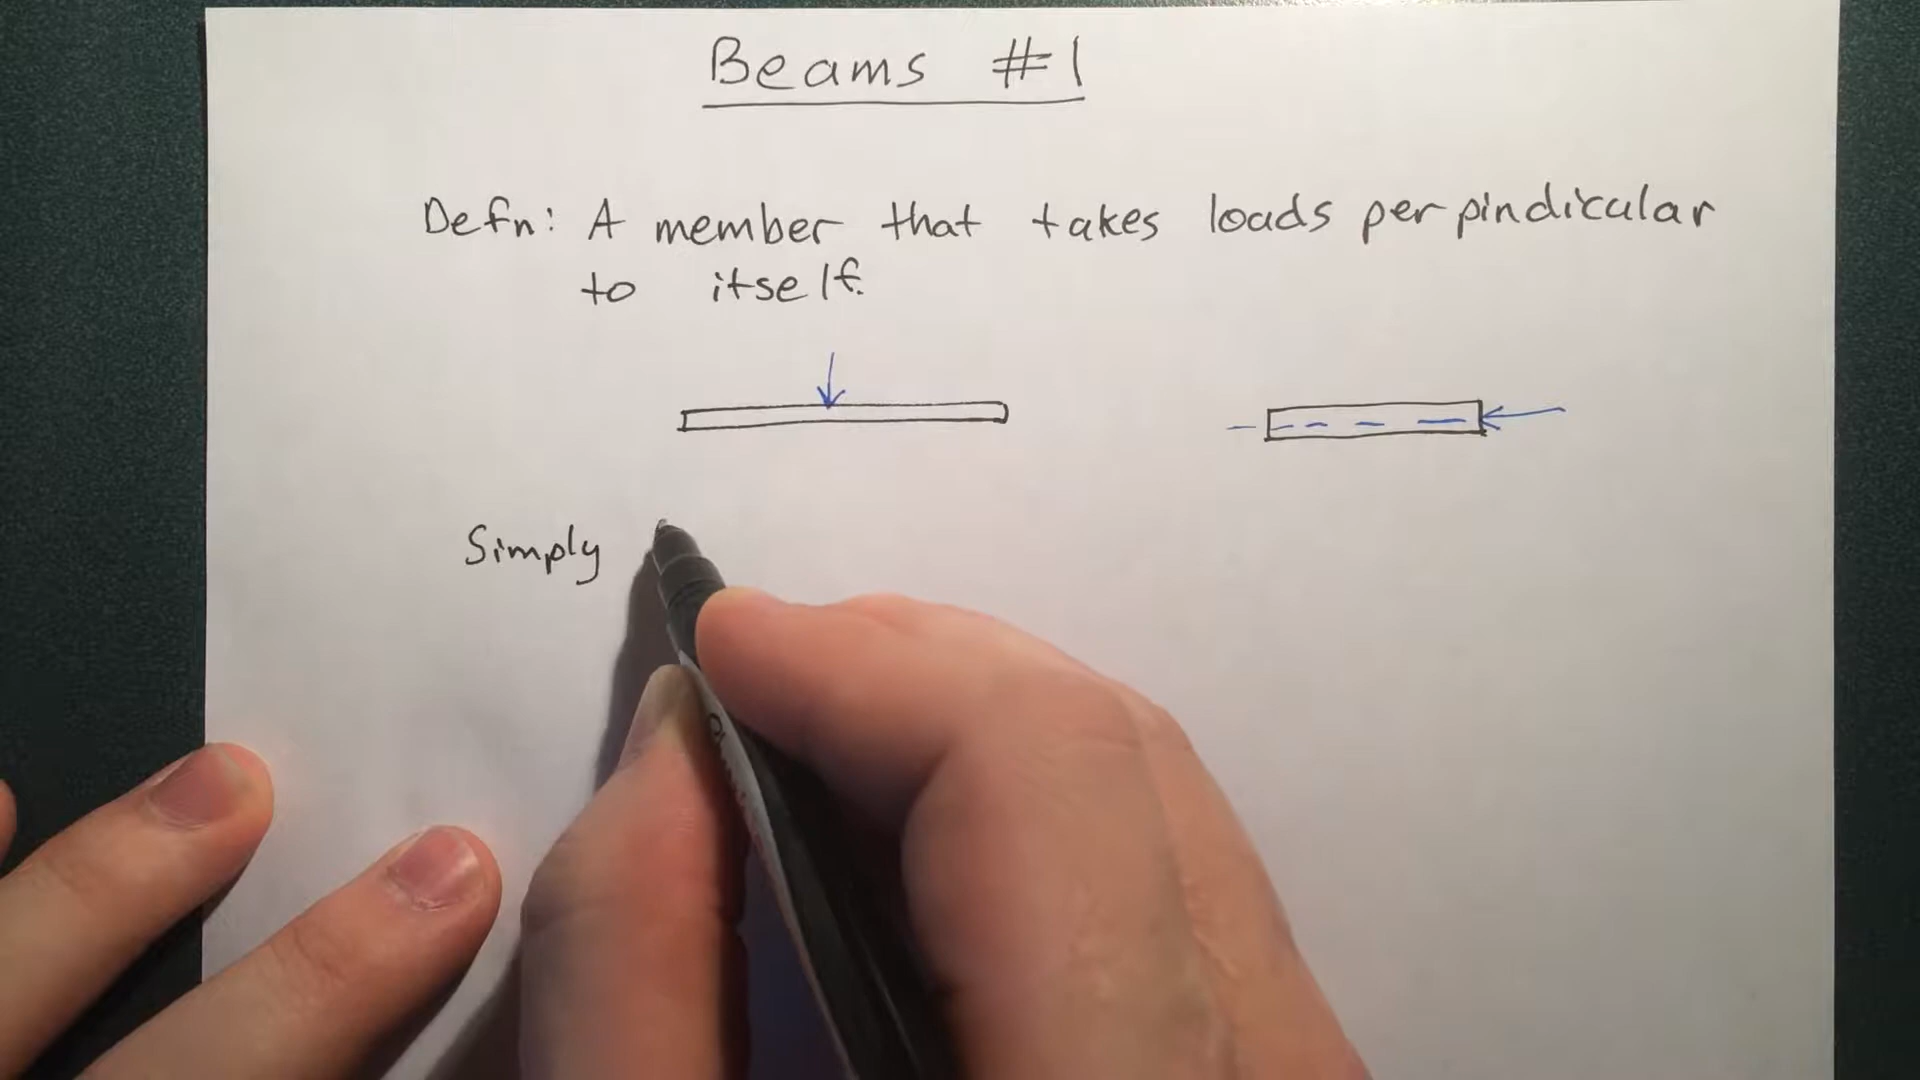 Beams #1
Defn: A member that takes loads perpindicular
to itself.
Simply